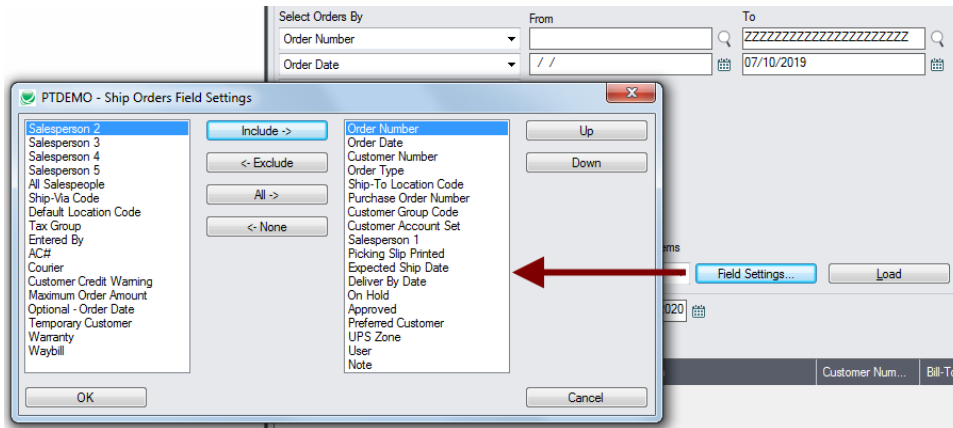 Select Orders By From To
Order Number ZZZZZZZZZZZZZZZZZZZZZZ
Order Date / / 07/10/2019
PTDEMO - Ship Orders Field Settings
Salesperson 2
Salesperson 3
Salesperson 4
Salesperson 5
All Salespeople
Ship-Via Code
Default Location Code
Tax Group
Entered By
AC#
Courier
Customer Credit Warning
Maximum Order Amount
Optional - Order Date
Temporary Customer
Warranty
Waybill
Include ->
<- Exclude
All ->
<- None
Order Number
Order Date
Customer Number
Order Type
Ship-To Location Code
Purchase Order Number
Customer Group Code
Customer Account Set
Salesperson 1
Picking Slip Printed
Expected Ship Date
Deliver By Date
On Hold
Approved
Preferred Customer
UPS Zone
User
Note
Up
Down
OK
Cancel
ems
Field Settings... Load
020
Customer Num... Bill-To